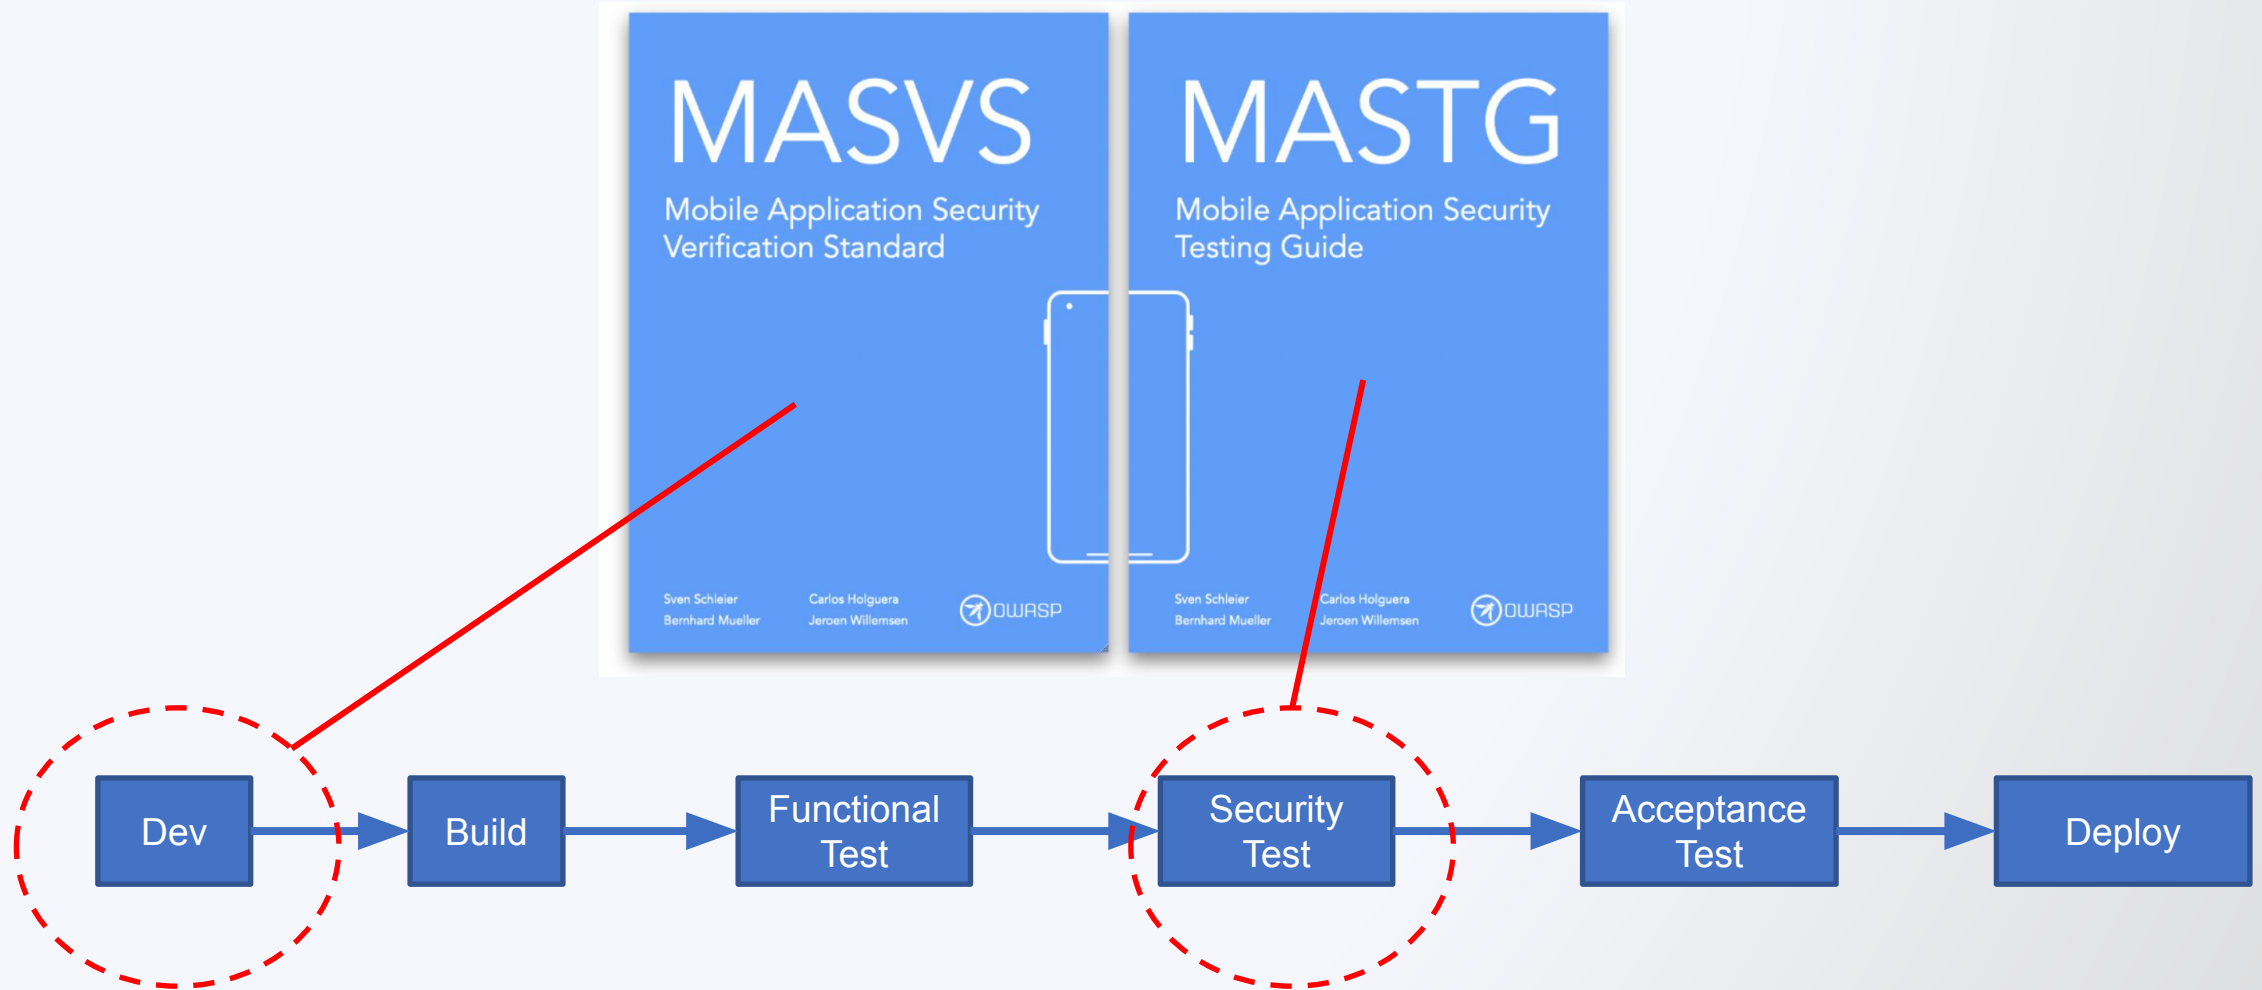 MASVS
Mobile Application Security
Verification Standard
Sven Schleier
Carlos Holguera
Bernhard Mueller
Jeroen Willemsen
OWASP
MASTG
Mobile Application Security
Testing Guide
Sven Schleier
Carlos Holguera
Bernhard Mueller
Jeroen Willemsen
OWASP
Dev
Build
Functional
Test
Security
Test
Acceptance
Test
Deploy